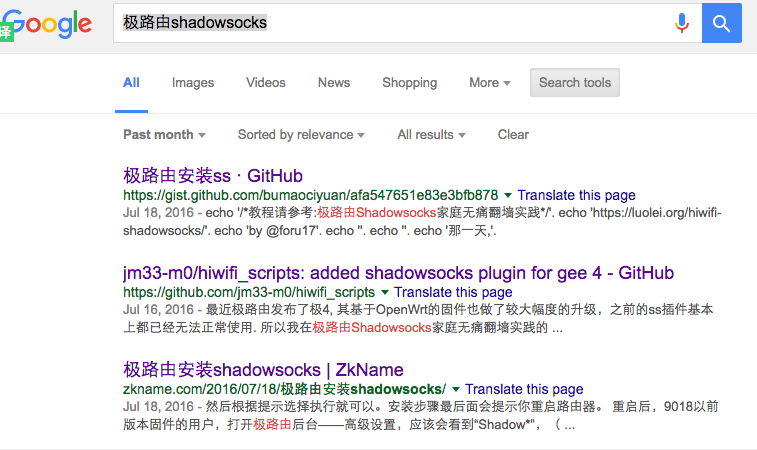 译
Google
极路由shadowsocks
All Images Videos News Shopping More Search tools
Past month Sorted by relevance All results Clear
极路由安装ss · GitHub
https://gist.github.com/bumaociyuan/afa547651e83e3bfb878 Translate this page
Jul 18, 2016 - echo '/*教程请参考:极路由Shadowsocks家庭无痛翻墙实践*/'. echo 'https://luolei.org/hiwifi-
shadowsocks/'. echo 'by @foru17'. echo ''. echo ''. echo '那一天,'.
jm33-m0/hiwifi_scripts: added shadowsocks plugin for gee 4 - GitHub
https://github.com/jm33-m0/hiwifi_scripts Translate this page
Jul 16, 2016 - 最近极路由发布了极4, 其基于OpenWrt的固件也做了较大幅度的升级，之前的ss插件基本
上都已经无法正常使用. 所以我在极路由Shadowsocks家庭无痛翻墙实践的 ...
极路由安装shadowsocks | ZkName
zkname.com/2016/07/18/极路由安装shadowsocks/ Translate this page
Jul 18, 2016 - 然后根据提示选择执行就可以。安装步骤最后面会提示你重启路由器。 重启后，9018以前
版本固件的用户，打开极路由后台——高级设置，应该会看到“Shadow*”，（ ...